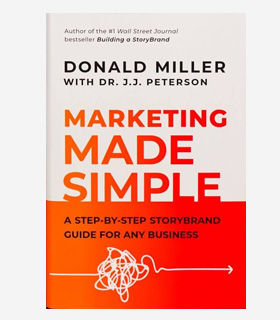 Author of the #1 Wall Street Journal
bestseller Building a StoryBrand
DONALD MILLER
WITH DR. J.J. PETERSON
MARKETING
MADE
SIMPLE
A STEP-BY-STEP STORYBRAND
GUIDE FOR ANY BUSINESS